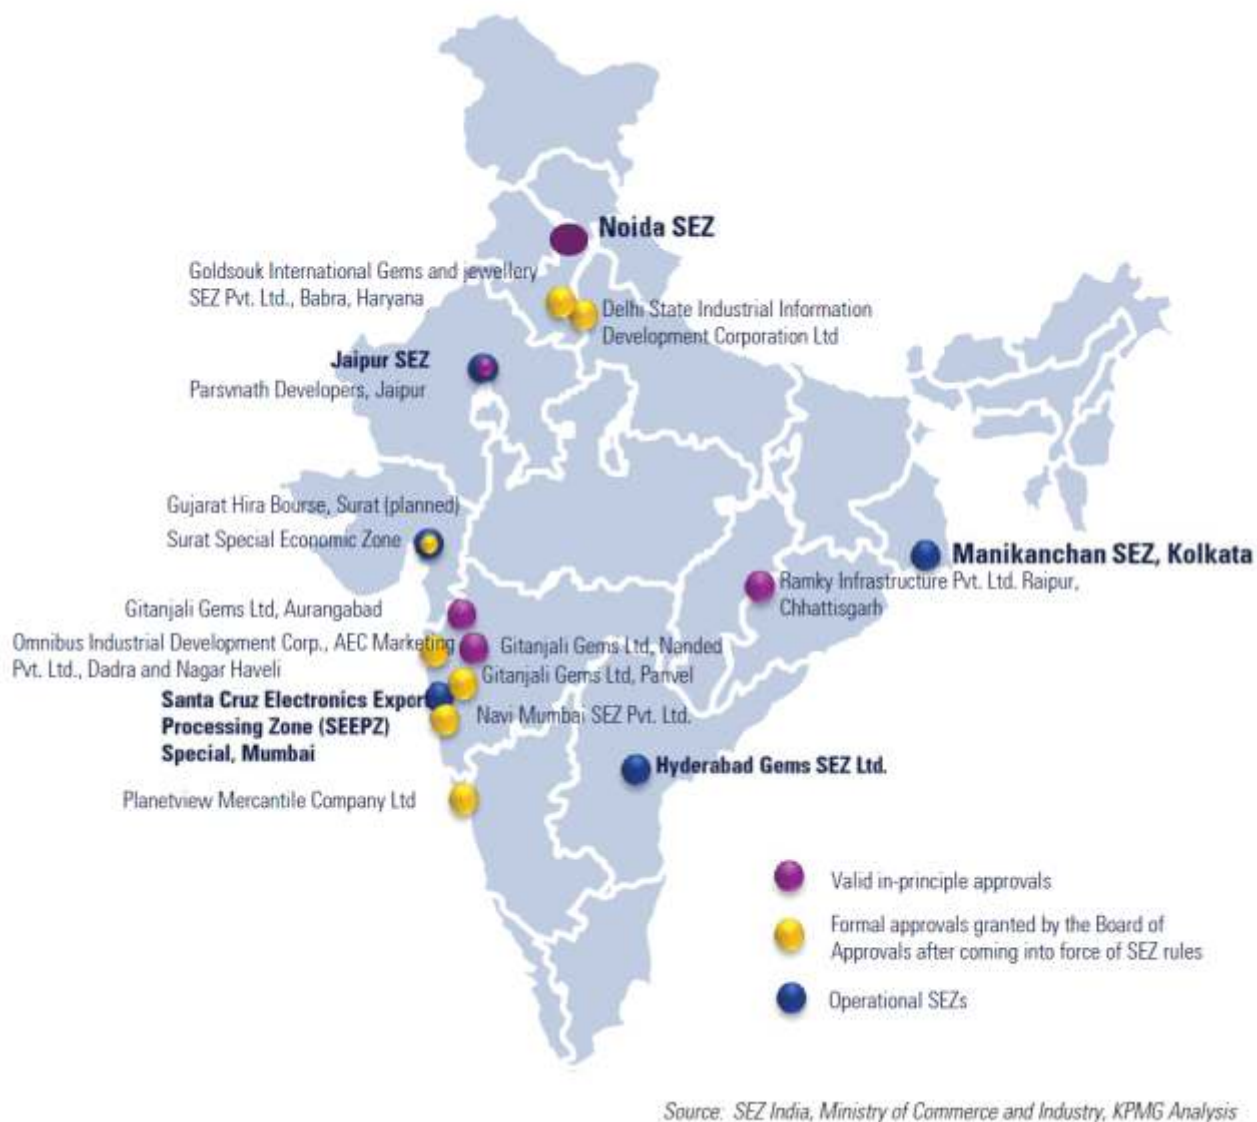 Noida SEZ
Goldsouk International Gems and jewellery
SEZ Pvt. Ltd., Babra, Haryana
Delhi State Industrial Information
Development Corporation Ltd
Jaipur SEZ
Parsvnath Developers, Jaipur
Gujarat Hira Bourse, Surat (planned)
Surat Special Economic Zone
Manikanchan SEZ, Kolkata
Ramky Infrastructure Pvt. Ltd. Raipur,
Chhattisgarh
Gitanjali Gems Ltd, Aurangabad
Omnibus Industrial Development Corp., AEC Marketing
Pvt. Ltd., Dadra and Nagar Haveli
Gitanjali Gems Ltd, Nanded
Gitanjali Gems Ltd, Panvel
Santa Cruz Electronics Export
Processing Zone (SEEPZ)
Special, Mumbai
Navi Mumbai SEZ Pvt. Ltd.
Hyderabad Gems SEZ Ltd.
Planetview Mercantile Company Ltd
Valid in-principle approvals
Formal approvals granted by the Board of
Approvals after coming into force of SEZ rules
Operational SEZs
Source: SEZ India, Ministry of Commerce and Industry, KPMG Analysis